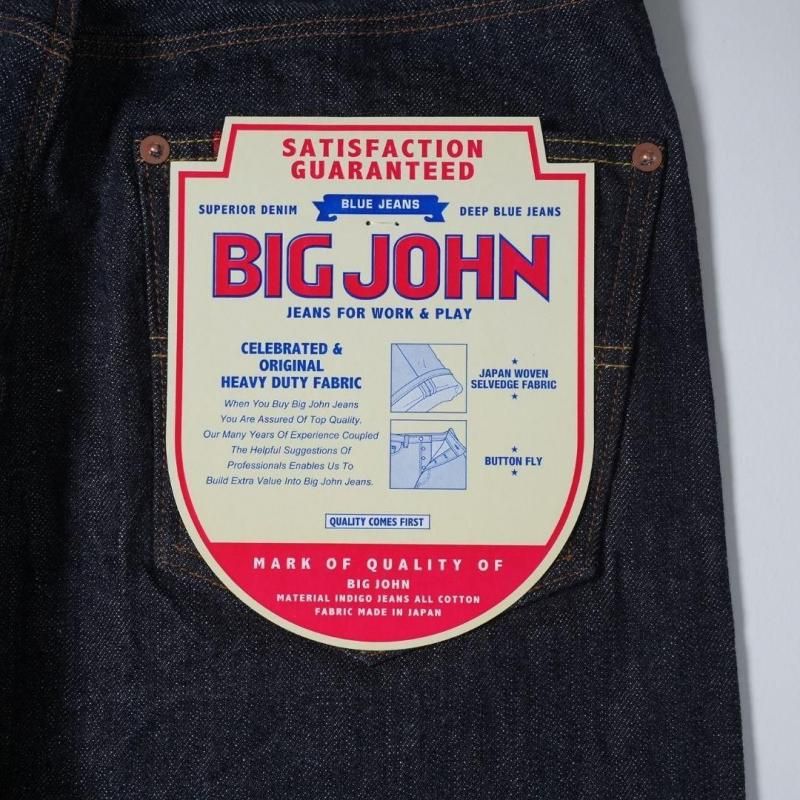 SATISFACTION
GUARANTEED
SUPERIOR DENIM
BLUE JEANS
DEEP BLUE JEANS
BIG JOHN
JEANS FOR WORK & PLAY
CELEBRATED &
ORIGINAL
HEAVY DUTY FABRIC
When You Buy Big John Jeans
You Are Assured Of Top Quality.
Our Many Years Of Experience Coupled
The Helpful Suggestions Of
Professionals Enables Us To
Build Extra Value Into Big John Jeans.
JAPAN WOVEN
SELVEDGE FABRIC
BUTTON FLY
QUALITY COMES FIRST
MARK OF QUALITY OF
BIG JOHN
MATERIAL INDIGO JEANS ALL COTTON
FABRIC MADE IN JAPAN